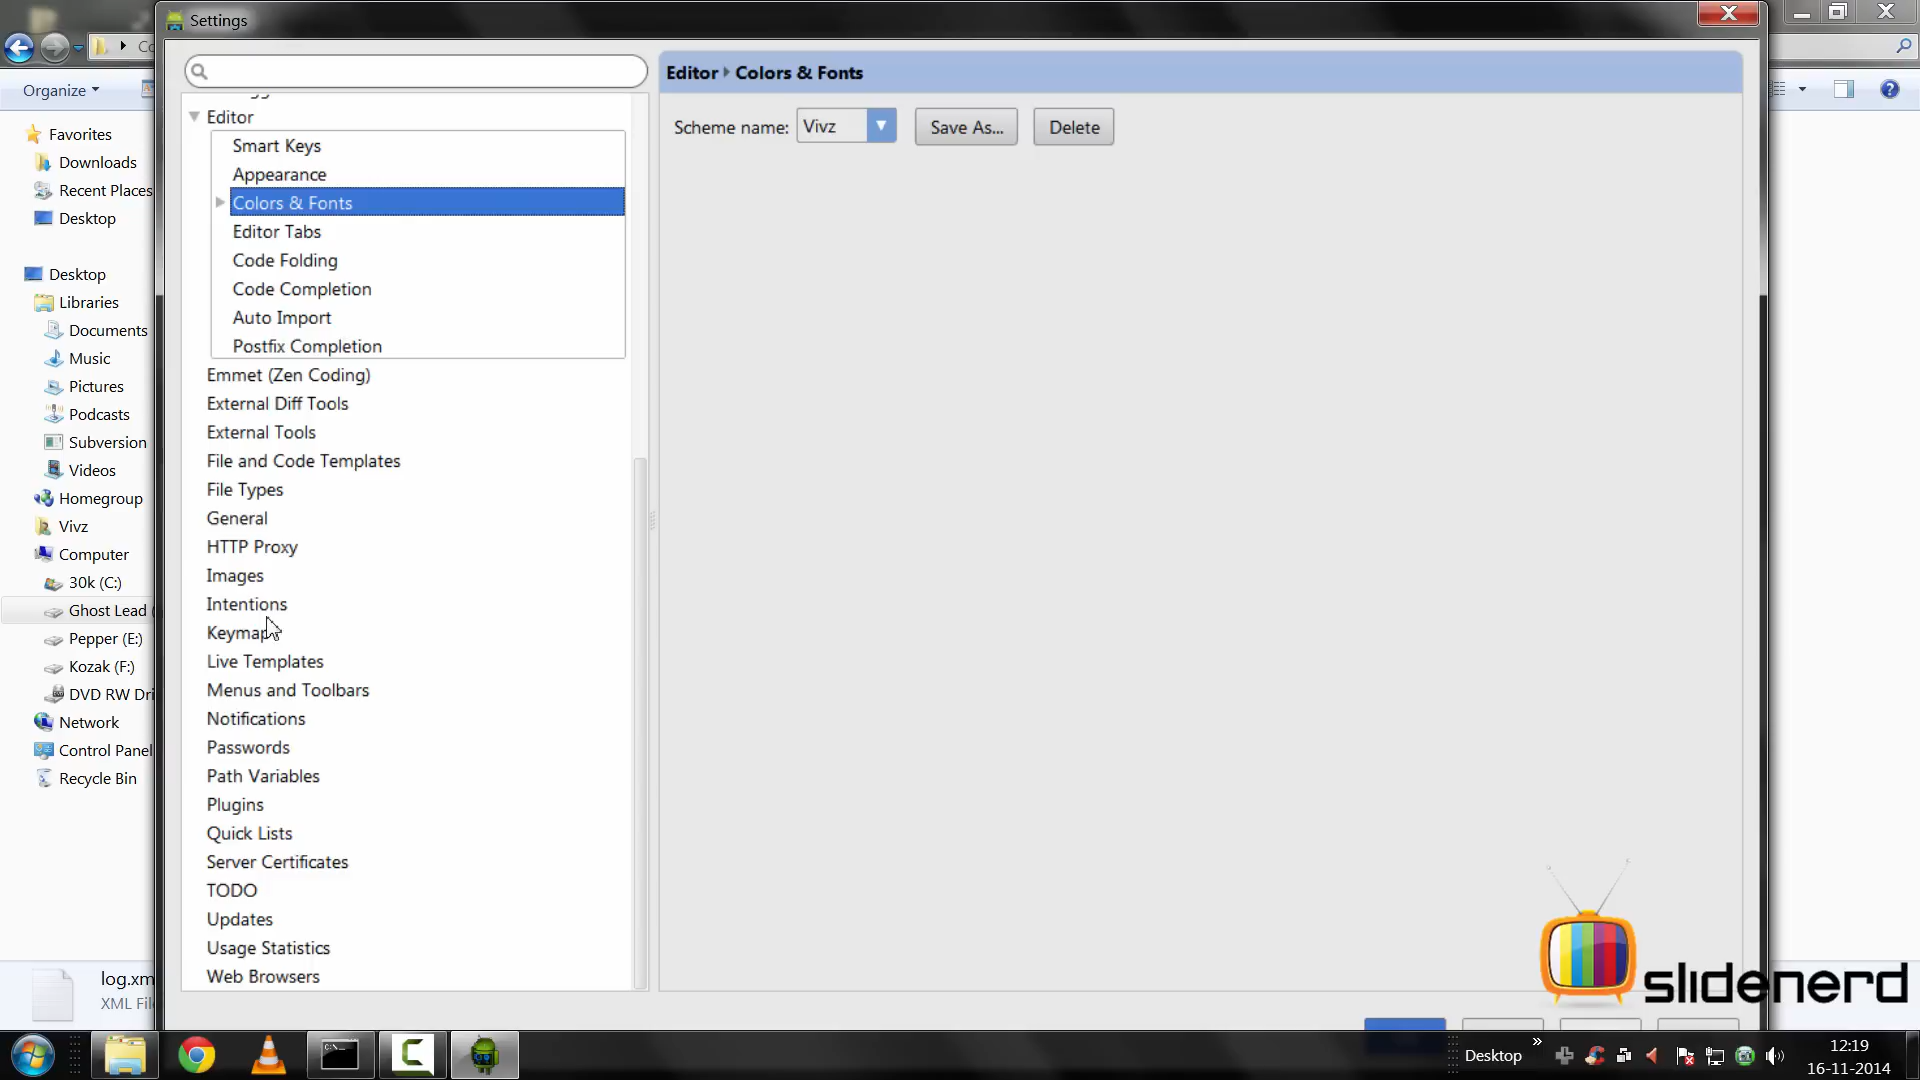 Settings
Organize
Favorites
Downloads
Recent Places
Desktop
Desktop
Libraries
Documents
Music
Pictures
Podcasts
Subversion
Videos
Homegroup
Vivz
Computer
30k (C:)
Ghost Lead
Pepper (E:)
Kozak (F:)
DVD RW Dri
Network
Control Panel
Recycle Bin
log.xm
XML Fil
Editor
Smart Keys
Appearance
Colors & Fonts
Editor Tabs
Code Folding
Code Completion
Auto Import
Postfix Completion
Emmet (Zen Coding)
External Diff Tools
External Tools
File and Code Templates
File Types
General
HTTP Proxy
Images
Intentions
Keymap
Live Templates
Menus and Toolbars
Notifications
Passwords
Path Variables
Plugins
Quick Lists
Server Certificates
TODO
Updates
Usage Statistics
Web Browsers
Editor Colors & Fonts
Scheme name: Vivz Save As... Delete
slidenerd
Desktop
12:19
16-11-2014